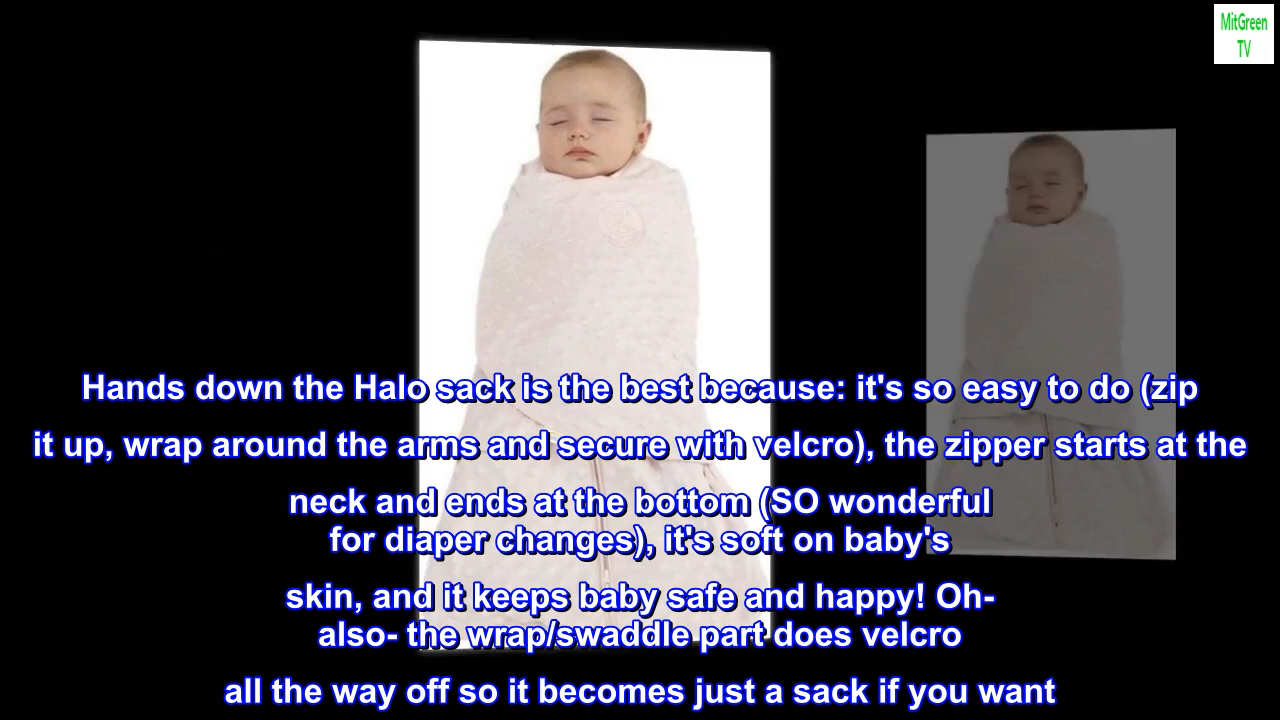 MitGreen
TV
Hands down the Halo sack is the best because: it's so easy to do (zip
it up, wrap around the arms and secure with velcro), the zipper starts at the
neck and ends at the bottom (SO wonderful
for diaper changes), it's soft on baby's
skin, and it keeps baby safe and happy! Oh-
also- the wrap/swaddle part does velcro
all the way off so it becomes just a sack if you want